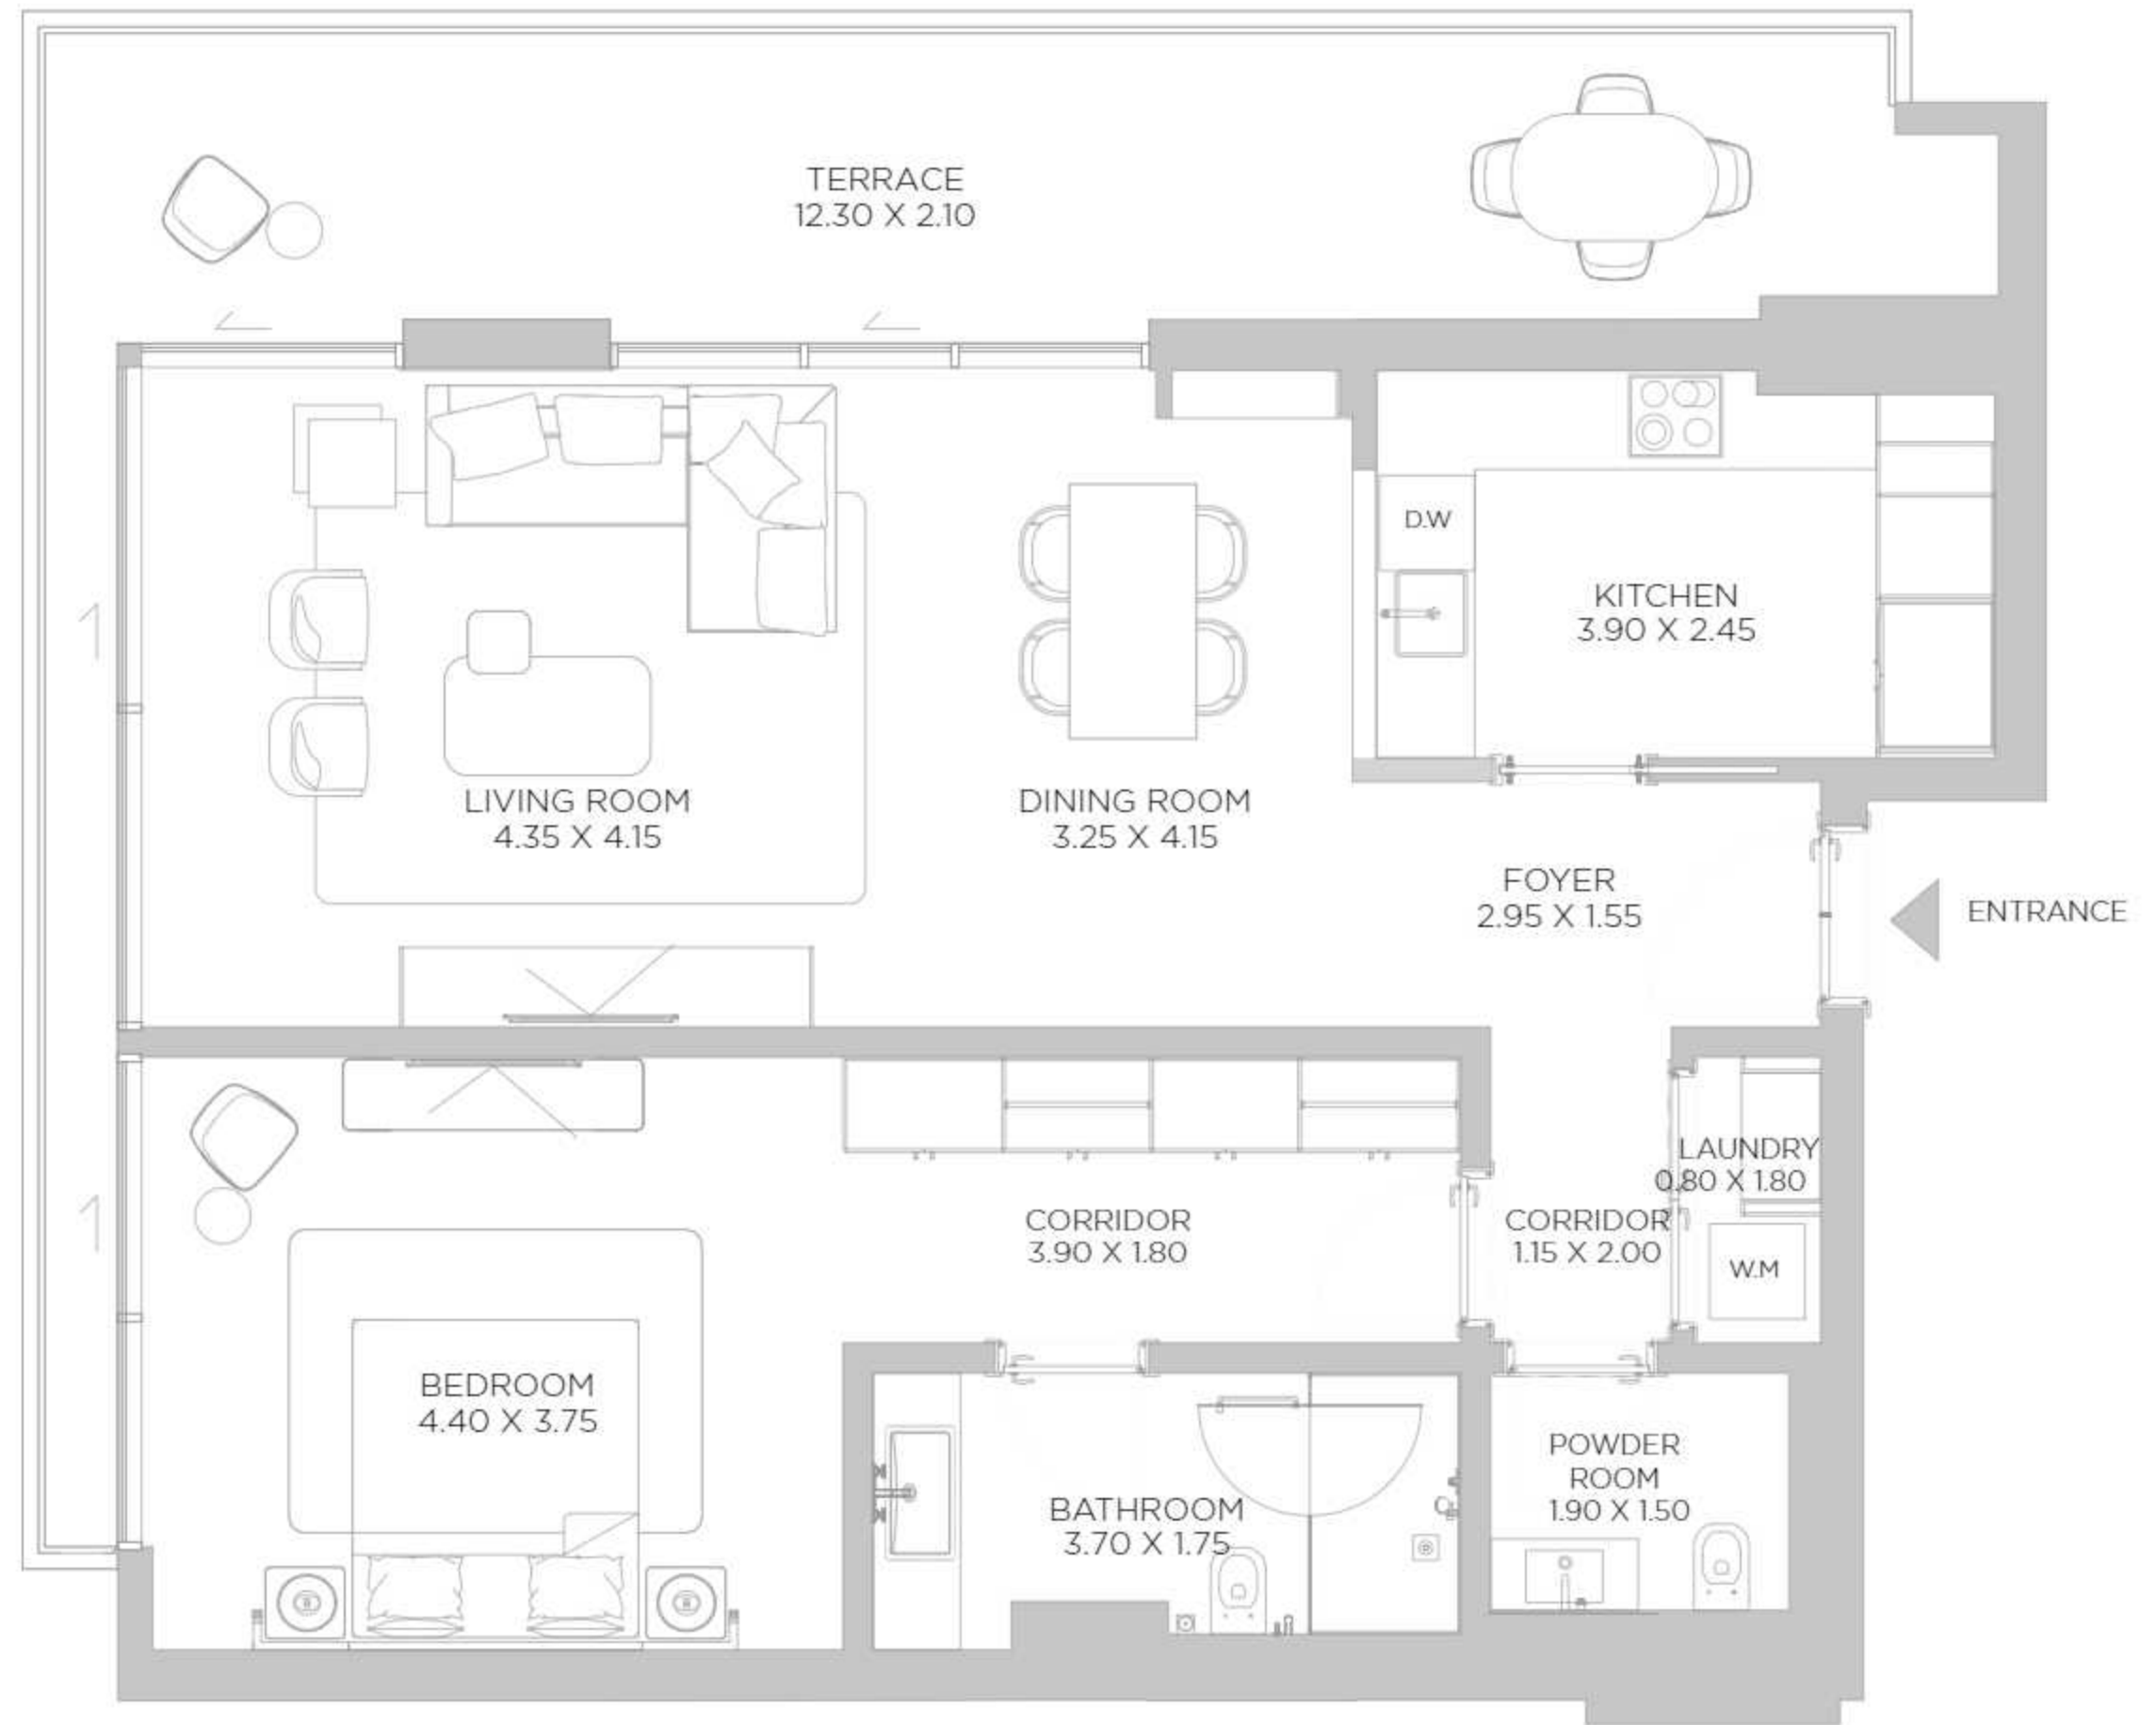 TERRACE
12.30 X 2.10
D.W
KITCHEN
3.90 X 2.45
LIVING ROOM
4.35 X 4.15
DINING ROOM
3.25 X 4.15
FOYER
2.95 X 1.55
ENTRANCE
LAUNDRY
0.80 X 1.80
CORRIDOR
3.90 X 1.80
CORRIDOR
1.15 X 2.00
W.M
BEDROOM
4.40 X 3.75
BATHROOM
3.70 X 1.75
POWDER
ROOM
1.90 X 1.50